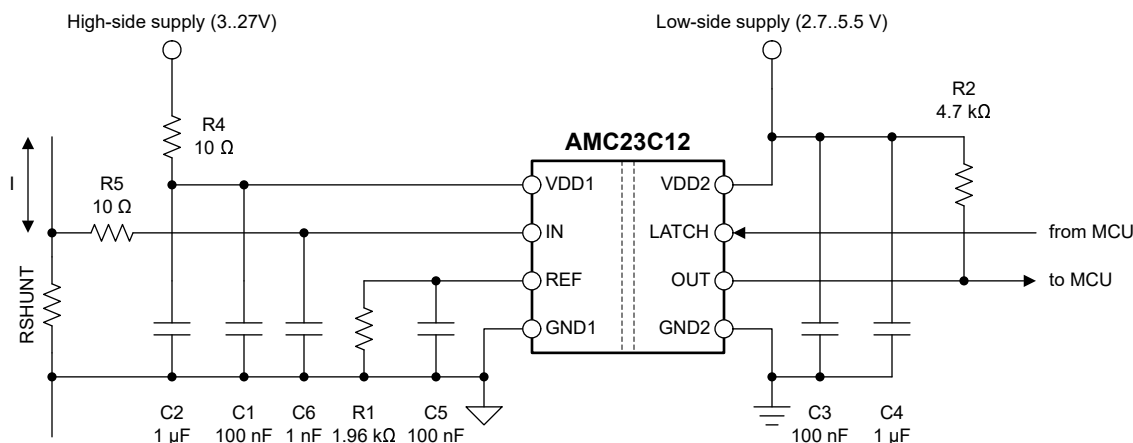 High-side supply (3..27V)
Low-side supply (2.7..5.5 V)
R2
4.7 kΩ
R4
10 Ω
AMC23C12
I
R5
10 Ω
VDD1
VDD2
IN
LATCH
from MCU
REF
OUT
to MCU
RSHUNT
GND1
GND2
C2
1 μF
C1
100 nF
C6
1 nF
R1
1.96 kΩ
C5
100 nF
C3
100 nF
C4
1 μF